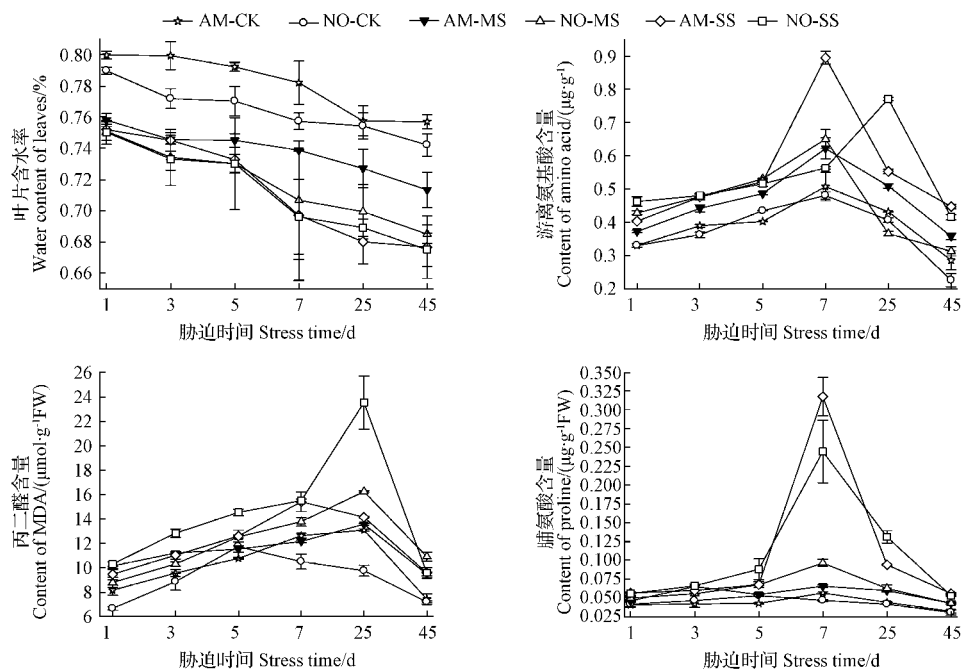 AM-CK NO-CK AM-MS NO-MS AM-SS NO-SS
叶片含水率
Water content of leaves/%
0.80
0.78
0.76
0.74
0.72
0.70
0.68
0.66
1 3 5 7 25 45
胁迫时间 Stress time/d
游离氨基酸含量
Content of amino acid/(μg·g⁻¹)
0.9
0.8
0.7
0.6
0.5
0.4
0.3
0.2
1 3 5 7 25 45
胁迫时间 Stress time/d
丙二醛含量
Content of MDA/(μmol·g⁻¹FW)
26
24
22
20
18
16
14
12
10
8
6
1 3 5 7 25 45
胁迫时间 Stress time/d
脯氨酸含量
Content of proline/(μg·g⁻¹FW)
0.350
0.325
0.300
0.275
0.250
0.225
0.200
0.175
0.150
0.125
0.100
0.075
0.050
0.025
1 3 5 7 25 45
胁迫时间 Stress time/d